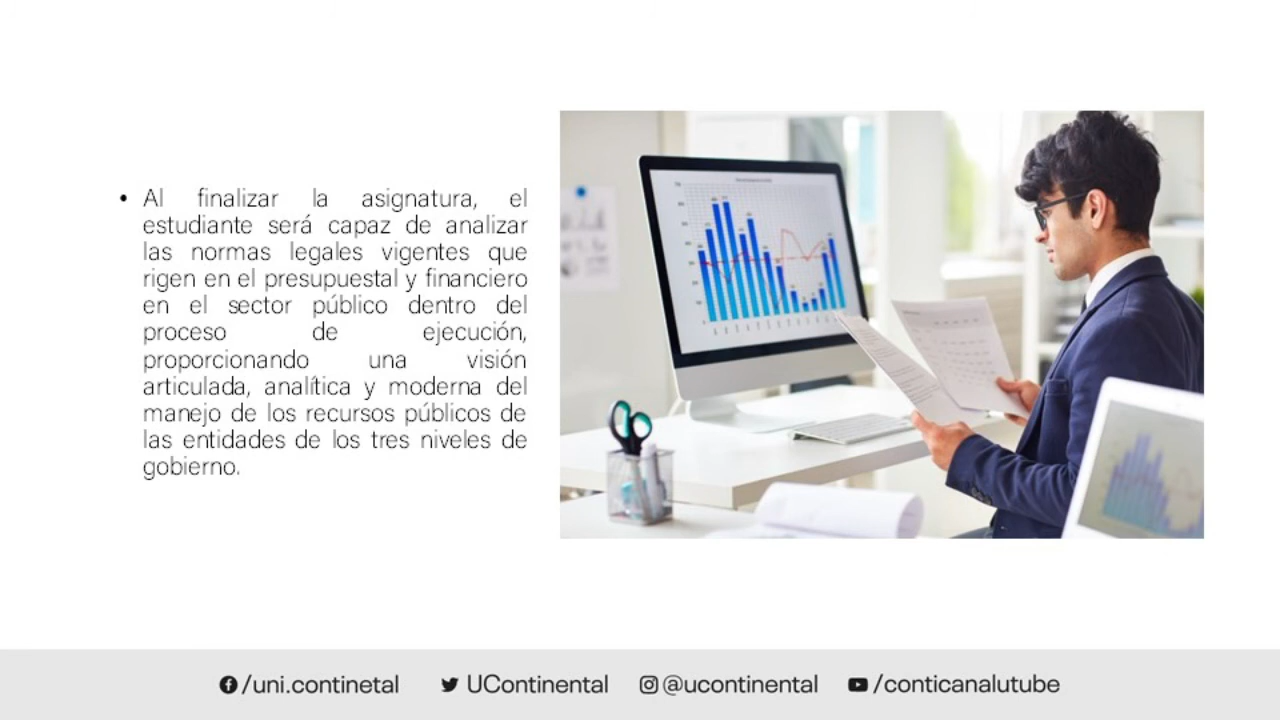 • Al finalizar la asignatura, el
estudiante será capaz de analizar
las normas legales vigentes que
rigen en el presupuestal y financiero
en el sector público dentro del
proceso de ejecución,
proporcionando una visión
articulada, analítica y moderna del
manejo de los recursos públicos de
las entidades de los tres niveles de
gobierno.
/uni.continetal UContinental @ucontinental /conticanalutube